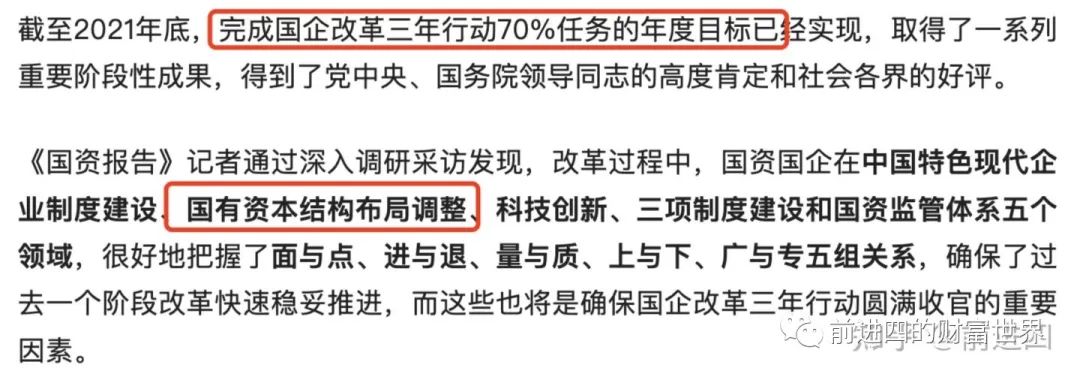 截至2021年底，完成国企改革三年行动70%任务的年度目标已经实现，取得了一系列
重要阶段性成果，得到了党中央、国务院领导同志的高度肯定和社会各界的好评。
《国资报告》记者通过深入调研采访发现，改革过程中，国资国企在中国特色现代企
业制度建设、国有资本结构布局调整、科技创新、三项制度建设和国资监管体系五个
领域，很好地把握了面与点、进与退、量与质、上与下、广与专五组关系，确保了过
去一个阶段改革快速稳妥推进，而这些也将是确保国企改革三年行动圆满收官的重要
因素。
前进四的财富世界
知乎 @前进四